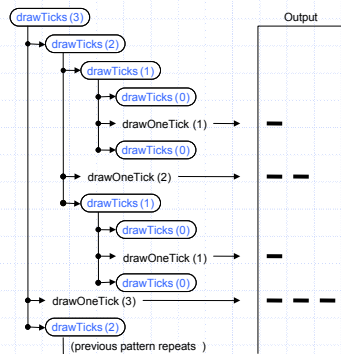 drawTicks (3)
Output
drawTicks (2)
drawTicks (1)
drawTicks (0)
drawOneTick (1)
drawTicks (0)
drawOneTick (2)
drawTicks (1)
drawTicks (0)
drawOneTick (1)
drawTicks (0)
drawOneTick (3)
drawTicks (2)
(previous pattern repeats )